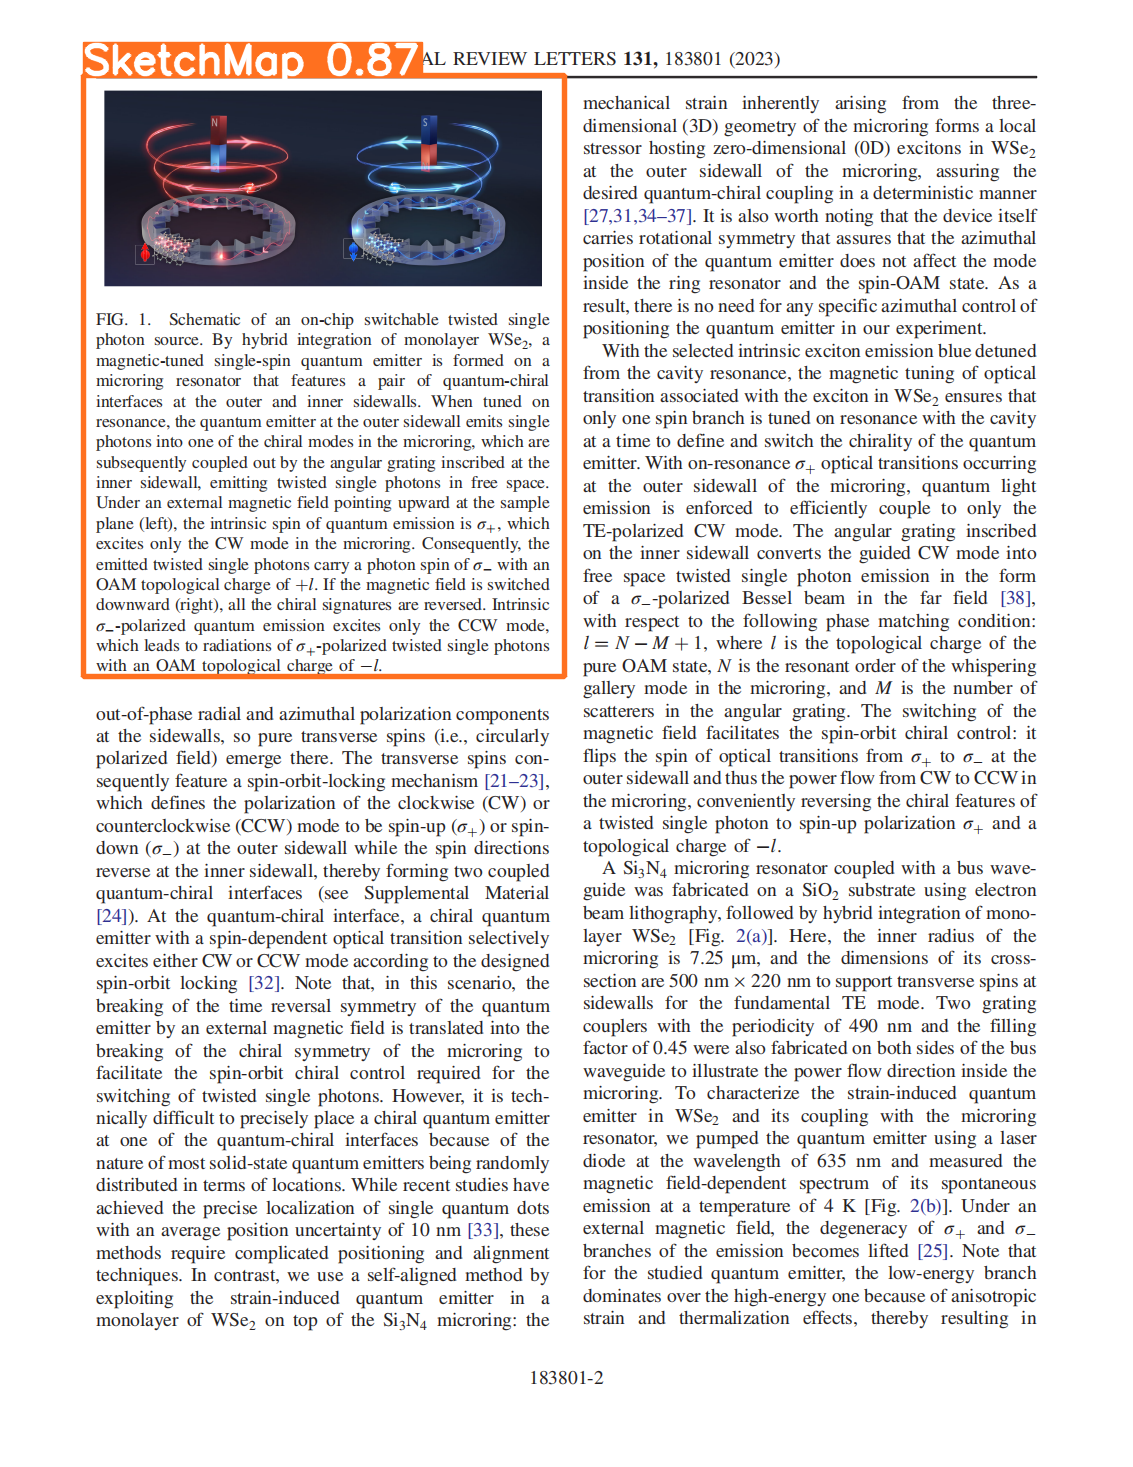 SketchMap 0.87
AL REVIEW LETTERS 131, 183801 (2023)
N
S
FIG. 1. Schematic of an on-chip switchable twisted single
photon source. By hybrid integration of monolayer WSe₂, a
magnetic-tuned single-spin quantum emitter is formed on a
microring resonator that features a pair of quantum-chiral
interfaces at the outer and inner sidewalls. When tuned on
resonance, the quantum emitter at the outer sidewall emits single
photons into one of the chiral modes in the microring, which are
subsequently coupled out by the angular grating inscribed at the
inner sidewall, emitting twisted single photons in free space.
Under an external magnetic field pointing upward at the sample
plane (left), the intrinsic spin of quantum emission is σ₊, which
excites only the CW mode in the microring. Consequently, the
emitted twisted single photons carry a photon spin of σ₋ with an
OAM topological charge of +l. If the magnetic field is switched
downward (right), all the chiral signatures are reversed. Intrinsic
σ₋-polarized quantum emission excites only the CCW mode,
which leads to radiations of σ₊-polarized twisted single photons
with an OAM topological charge of −l.
out-of-phase radial and azimuthal polarization components
at the sidewalls, so pure transverse spins (i.e., circularly
polarized field) emerge there. The transverse spins con-
sequently feature a spin-orbit-locking mechanism [21–23],
which defines the polarization of the clockwise (CW) or
counterclockwise (CCW) mode to be spin-up (σ₊) or spin-
down (σ₋) at the outer sidewall while the spin directions
reverse at the inner sidewall, thereby forming two coupled
quantum-chiral interfaces (see Supplemental Material
[24]). At the quantum-chiral interface, a chiral quantum
emitter with a spin-dependent optical transition selectively
excites either CW or CCW mode according to the designed
spin-orbit locking [32]. Note that, in this scenario, the
breaking of the time reversal symmetry of the quantum
emitter by an external magnetic field is translated into the
breaking of the chiral symmetry of the microring to
facilitate the spin-orbit chiral control required for the
switching of twisted single photons. However, it is tech-
nically difficult to precisely place a chiral quantum emitter
at one of the quantum-chiral interfaces because of the
nature of most solid-state quantum emitters being randomly
distributed in terms of locations. While recent studies have
achieved the precise localization of single quantum dots
with an average position uncertainty of 10 nm [33], these
methods require complicated positioning and alignment
techniques. In contrast, we use a self-aligned method by
exploiting the strain-induced quantum emitter in a
monolayer of WSe₂ on top of the Si₃N₄ microring: the
mechanical strain inherently arising from the three-
dimensional (3D) geometry of the microring forms a local
stressor hosting zero-dimensional (0D) excitons in WSe₂
at the outer sidewall of the microring, assuring the
desired quantum-chiral coupling in a deterministic manner
[27,31,34–37]. It is also worth noting that the device itself
carries rotational symmetry that assures that the azimuthal
position of the quantum emitter does not affect the mode
inside the ring resonator and the spin-OAM state. As a
result, there is no need for any specific azimuthal control of
positioning the quantum emitter in our experiment.
With the selected intrinsic exciton emission blue detuned
from the cavity resonance, the magnetic tuning of optical
transition associated with the exciton in WSe₂ ensures that
only one spin branch is tuned on resonance with the cavity
at a time to define and switch the chirality of the quantum
emitter. With on-resonance σ₊ optical transitions occurring
at the outer sidewall of the microring, quantum light
emission is enforced to efficiently couple to only the
TE-polarized CW mode. The angular grating inscribed
on the inner sidewall converts the guided CW mode into
free space twisted single photon emission in the form
of a σ₋-polarized Bessel beam in the far field [38],
with respect to the following phase matching condition:
l = N − M + 1, where l is the topological charge of the
pure OAM state, N is the resonant order of the whispering
gallery mode in the microring, and M is the number of
scatterers in the angular grating. The switching of the
magnetic field facilitates the spin-orbit chiral control: it
flips the spin of optical transitions from σ₊ to σ₋ at the
outer sidewall and thus the power flow from CW to CCW in
the microring, conveniently reversing the chiral features of
a twisted single photon to spin-up polarization σ₊ and a
topological charge of −l.
A Si₃N₄ microring resonator coupled with a bus wave-
guide was fabricated on a SiO₂ substrate using electron
beam lithography, followed by hybrid integration of mono-
layer WSe₂ [Fig. 2(a)]. Here, the inner radius of the
microring is 7.25 μm, and the dimensions of its cross-
section are 500 nm × 220 nm to support transverse spins at
sidewalls for the fundamental TE mode. Two grating
couplers with the periodicity of 490 nm and the filling
factor of 0.45 were also fabricated on both sides of the bus
waveguide to illustrate the power flow direction inside the
microring. To characterize the strain-induced quantum
emitter in WSe₂ and its coupling with the microring
resonator, we pumped the quantum emitter using a laser
diode at the wavelength of 635 nm and measured the
magnetic field-dependent spectrum of its spontaneous
emission at a temperature of 4 K [Fig. 2(b)]. Under an
external magnetic field, the degeneracy of σ₊ and σ₋
branches of the emission becomes lifted [25]. Note that
for the studied quantum emitter, the low-energy branch
dominates over the high-energy one because of anisotropic
strain and thermalization effects, thereby resulting in
183801-2